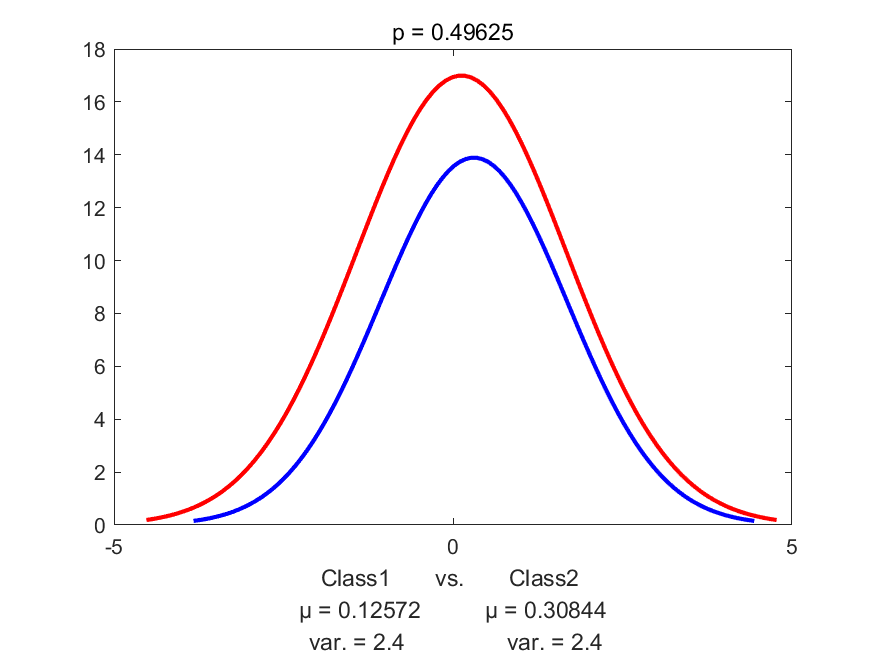 p = 0.49625
18
16
14
12
10
8
6
4
2
0
-5 0 5
Class1 vs. Class2
μ = 0.12572 μ = 0.30844
var. = 2.4 var. = 2.4